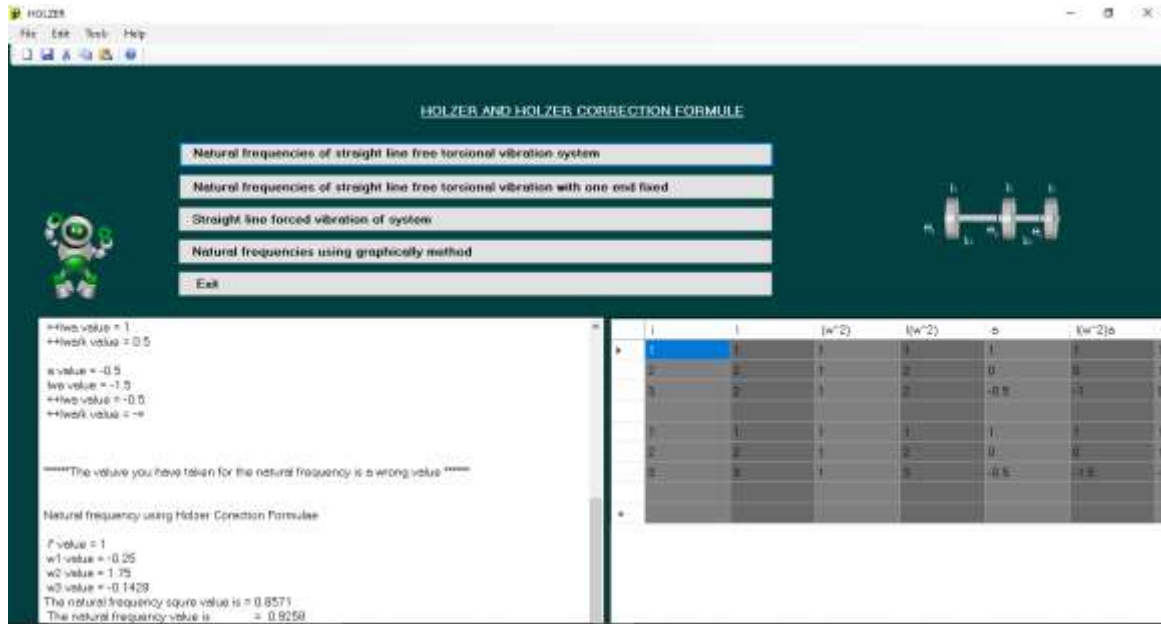 HOLZER
File Edit Tools Help
HOLZER AND HOLZER CORRECTION FORMULE
Natural frequencies of straight line free torsional vibration system
Natural frequencies of straight line free torsional vibration with one end fixed
Straight line forced vibration of system
Natural frequencies using graphically method
Exit
++Iwa value = 1
++Iwa/k value = 0.5
a value = -0.5
Iwa value = -1.5
++Iwa value = -0.5
++Iwa/k value =
The valuve you have taken for the natural frequency is a wrong value
Natural frequency using Holzer Correction Formulae
value = 1
w1 value = -0.25
w2 value = 1.75
w3 value = -0.1429
The natural frequency squre value is = 0.8571
The natural frequency value is = 0.9258
i I (w^2) I(w^2) a I(w^2)a
1 1 1 1 1 1
2 2 1 2 0 0
3 2 1 2 -0.5 -1
1 1 1 1 1 1
2 2 1 2 0 0
3 3 1 3 -0.5 -1.5